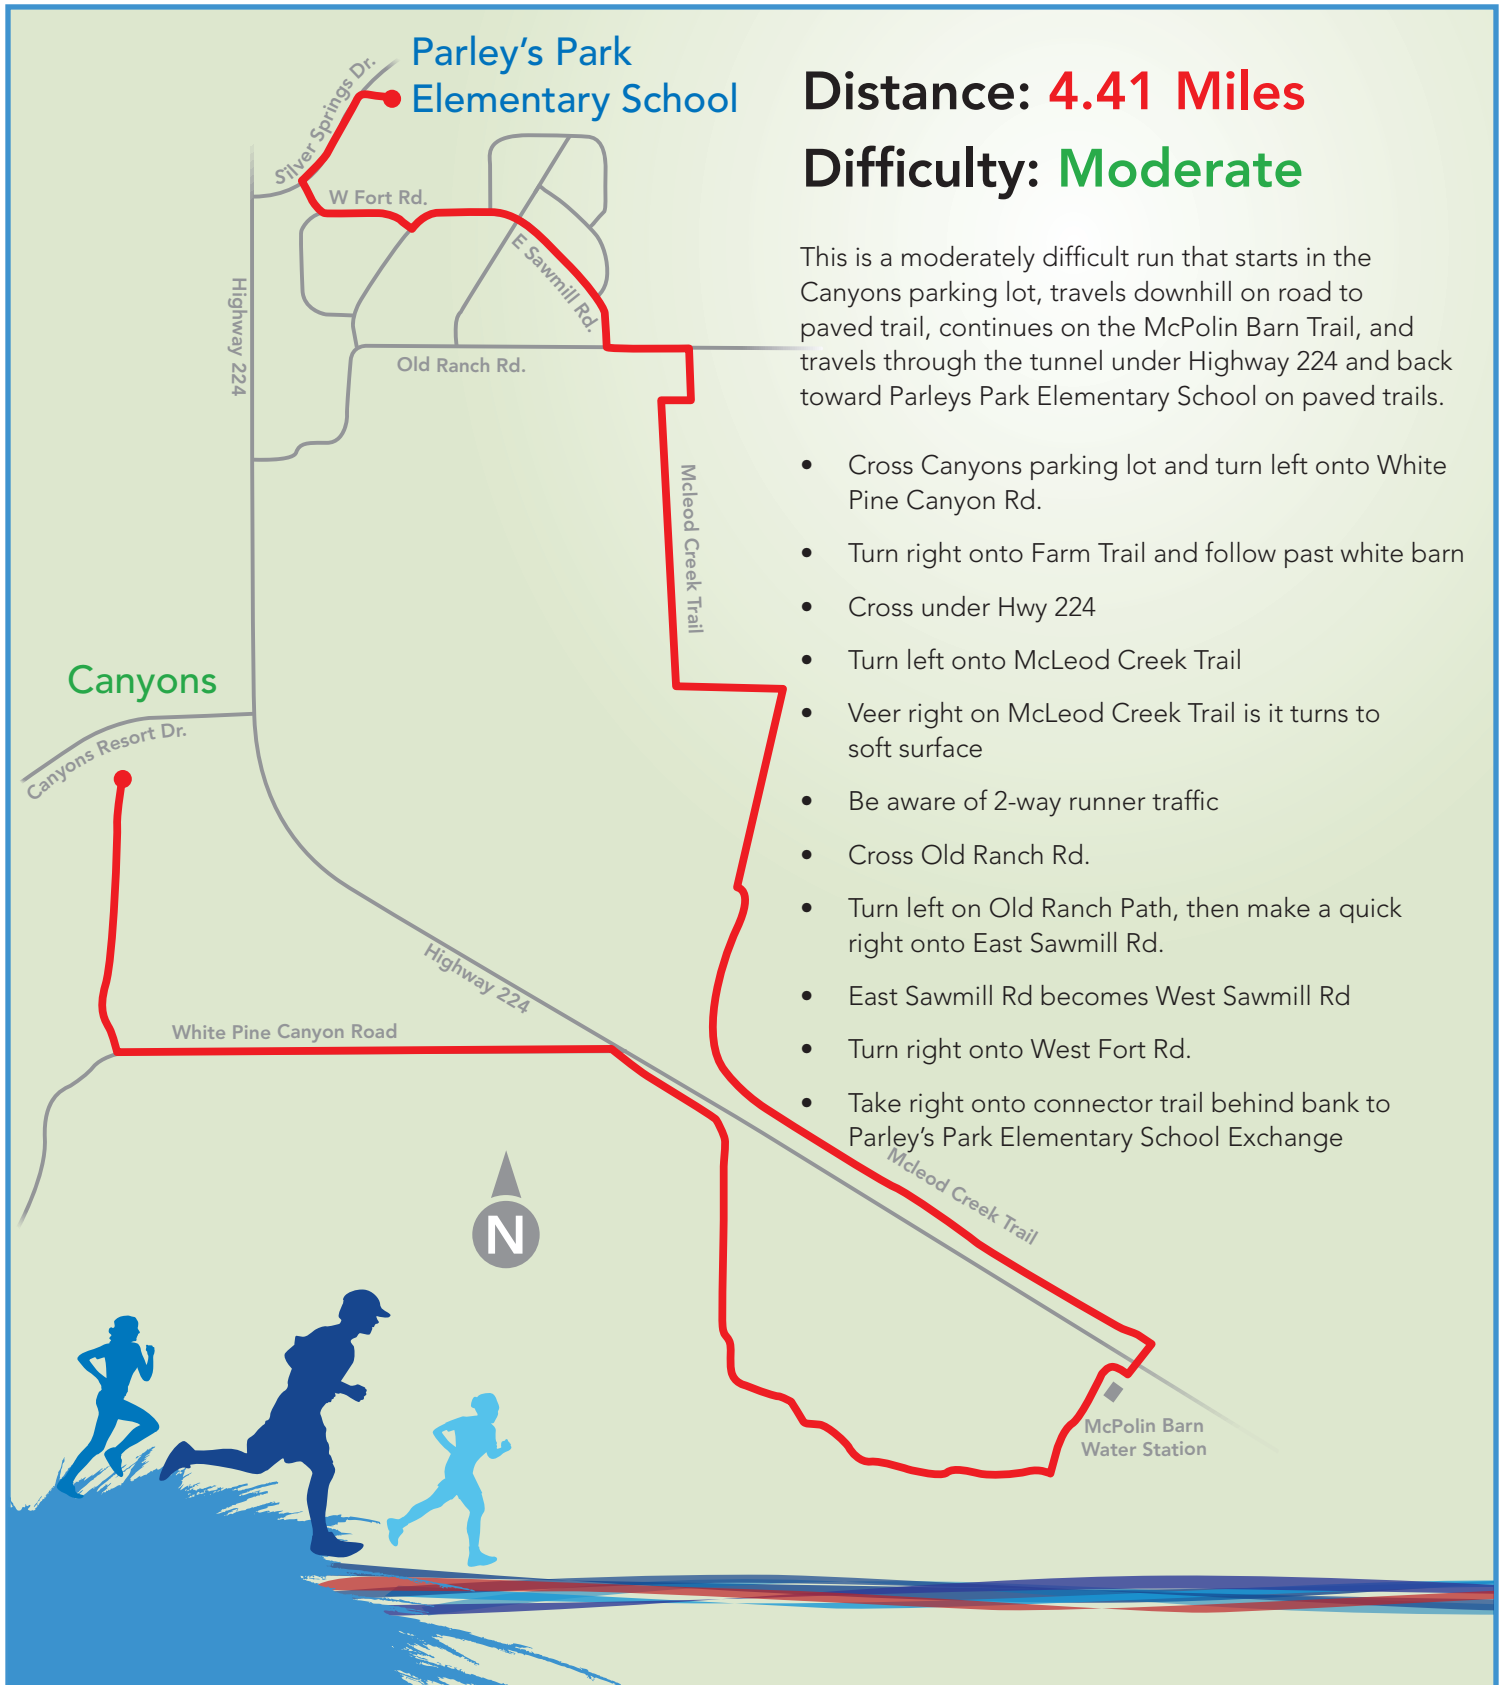 Parley's Park
Elementary School
Silver Springs Dr.
W Fort Rd.
E Sawmill Rd.
Highway 224
Old Ranch Rd.
Mcleod Creek Trail
Canyons
Canyons Resort Dr.
Highway 224
White Pine Canyon Road
N
Mcleod Creek Trail
McPolin Barn
Water Station
Distance: 4.41 Miles
Difficulty: Moderate
This is a moderately difficult run that starts in the
Canyons parking lot, travels downhill on road to
paved trail, continues on the McPolin Barn Trail, and
travels through the tunnel under Highway 224 and back
toward Parleys Park Elementary School on paved trails.
• Cross Canyons parking lot and turn left onto White
Pine Canyon Rd.
• Turn right onto Farm Trail and follow past white barn
• Cross under Hwy 224
• Turn left onto McLeod Creek Trail
• Veer right on McLeod Creek Trail is it turns to
soft surface
• Be aware of 2-way runner traffic
• Cross Old Ranch Rd.
• Turn left on Old Ranch Path, then make a quick
right onto East Sawmill Rd.
• East Sawmill Rd becomes West Sawmill Rd
• Turn right onto West Fort Rd.
• Take right onto connector trail behind bank to
Parley's Park Elementary School Exchange